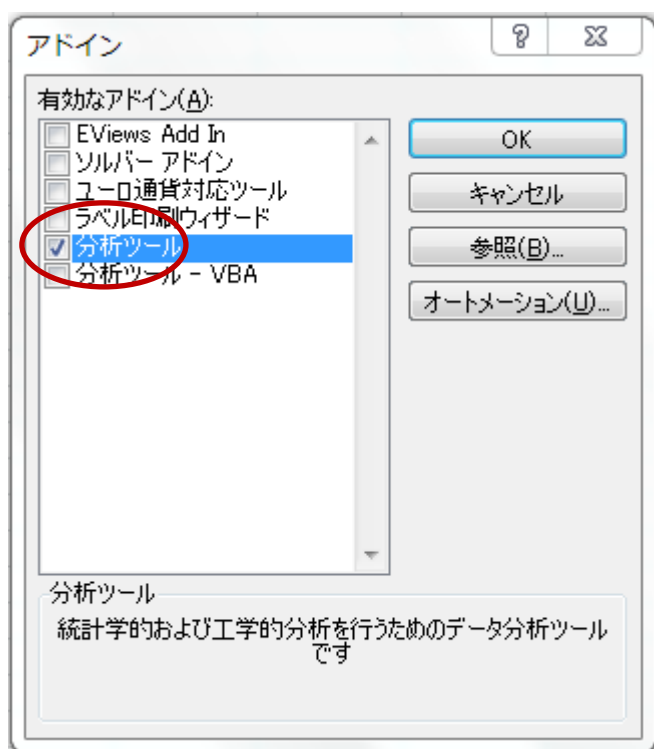 アドイン
有効なアドイン(A):
EViews Add In
ソルバー アドイン
ユーロ通貨対応ツール
ラベル印刷ウィザード
分析ツール
分析ツール - VBA
OK
キャンセル
参照(B)...
オートメーション(U)...
分析ツール
統計学的および工学的分析を行うためのデータ分析ツール
です